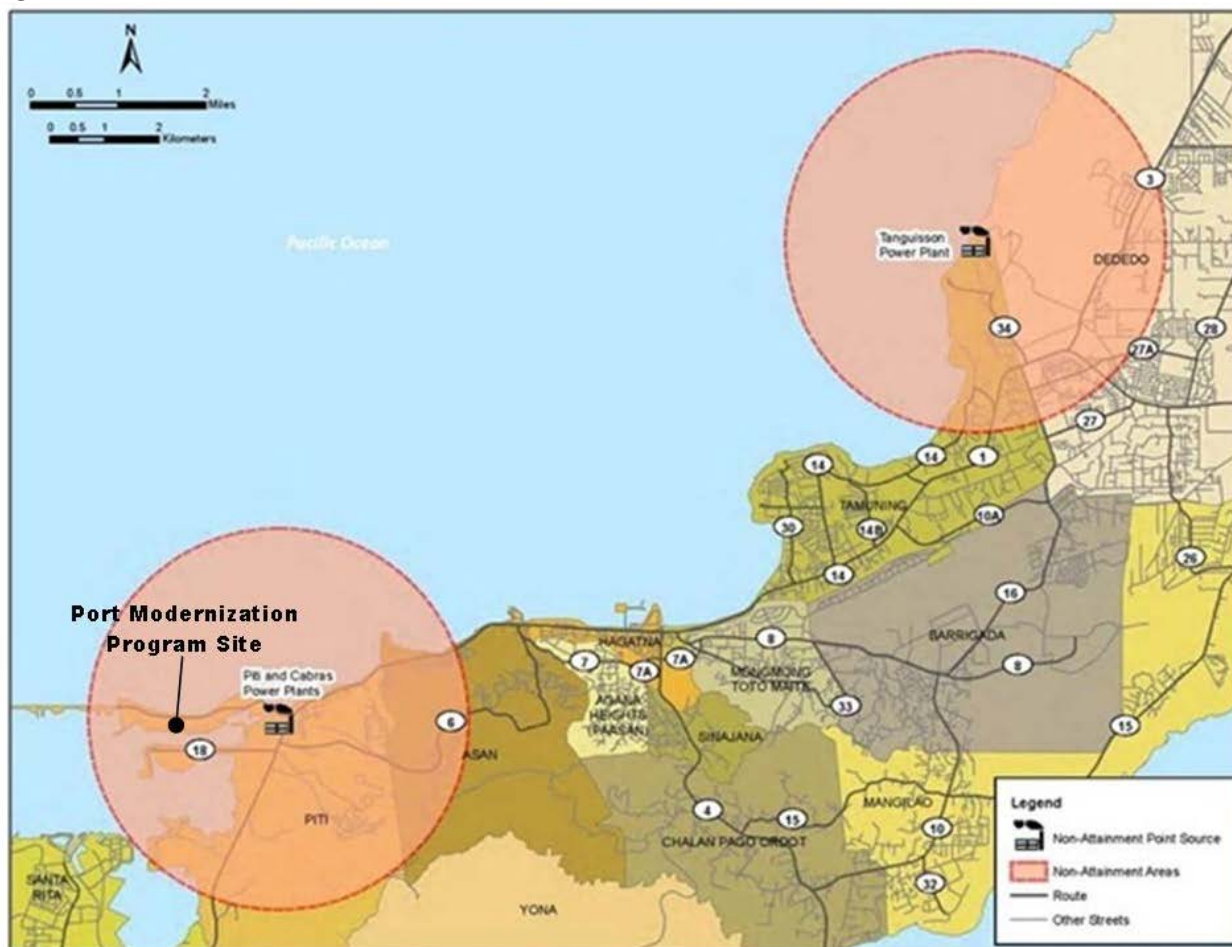 N
0 0.5 1 2
Miles
0 0.5 1 2
Kilometers
Pacific Ocean
Tanguisson
Power Plant
3
DEDEDO
34
28
27A
27
14
14
1
TAMUNING
30
14B
10A
14
26
16
BARRIGADA
8
8
Port Modernization
Program Site
Piti and Cabras
Power Plants
HAGATNA
7
7A
7A
MONGMONG
TOTO MAITE
AGANA
HEIGHTS
(PAASAN)
33
6
18
ASAN
SINAJANA
15
PITI
4
15
MANGILAO
10
CHALAN PAGO ORDOT
32
SANTA
RITA
YONA
Legend
Non-Attainment Point Source
Non-Attainment Areas
Route
Other Streets